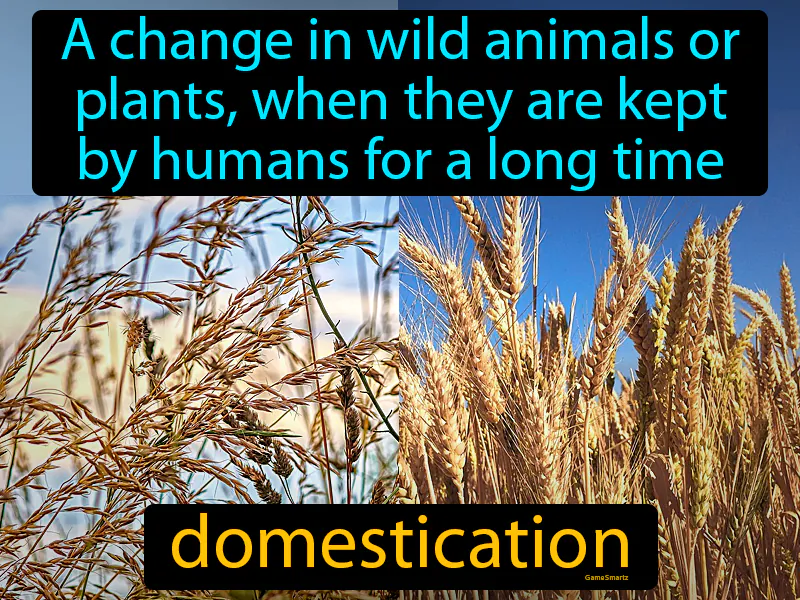 A change in wild animals or
plants, when they are kept
by humans for a long time
domestication
GameSmartz